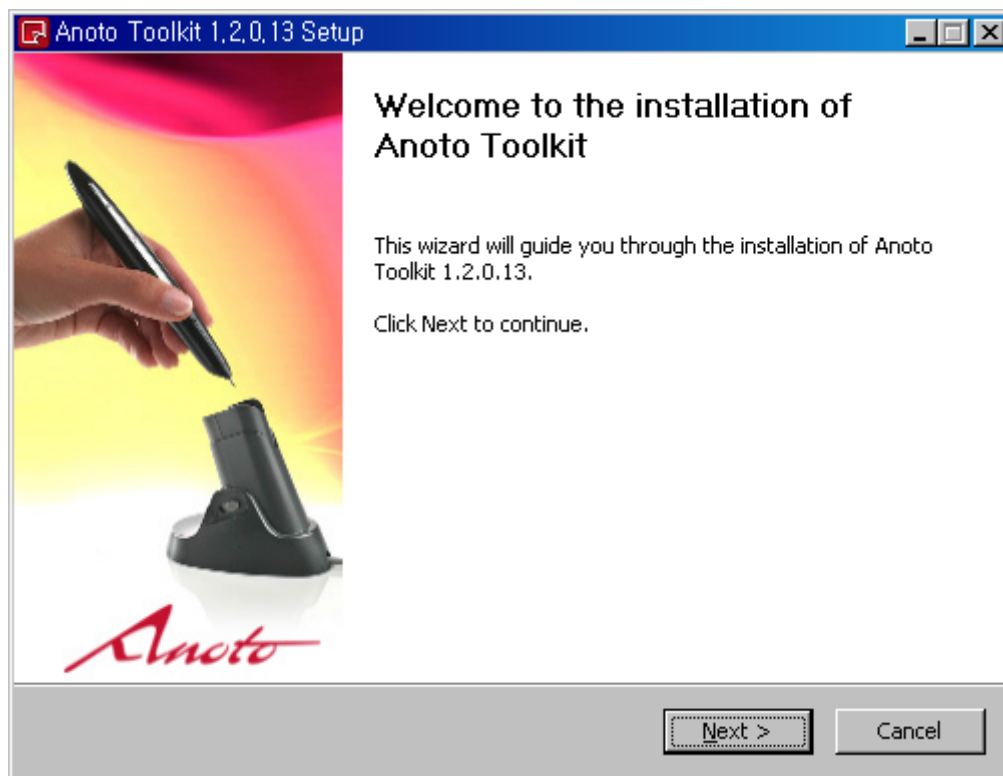 Anoto Toolkit 1,2,0,13 Setup
Welcome to the installation of
Anoto Toolkit
This wizard will guide you through the installation of Anoto
Toolkit 1.2.0.13.
Click Next to continue.
Anoto
Next >
Cancel